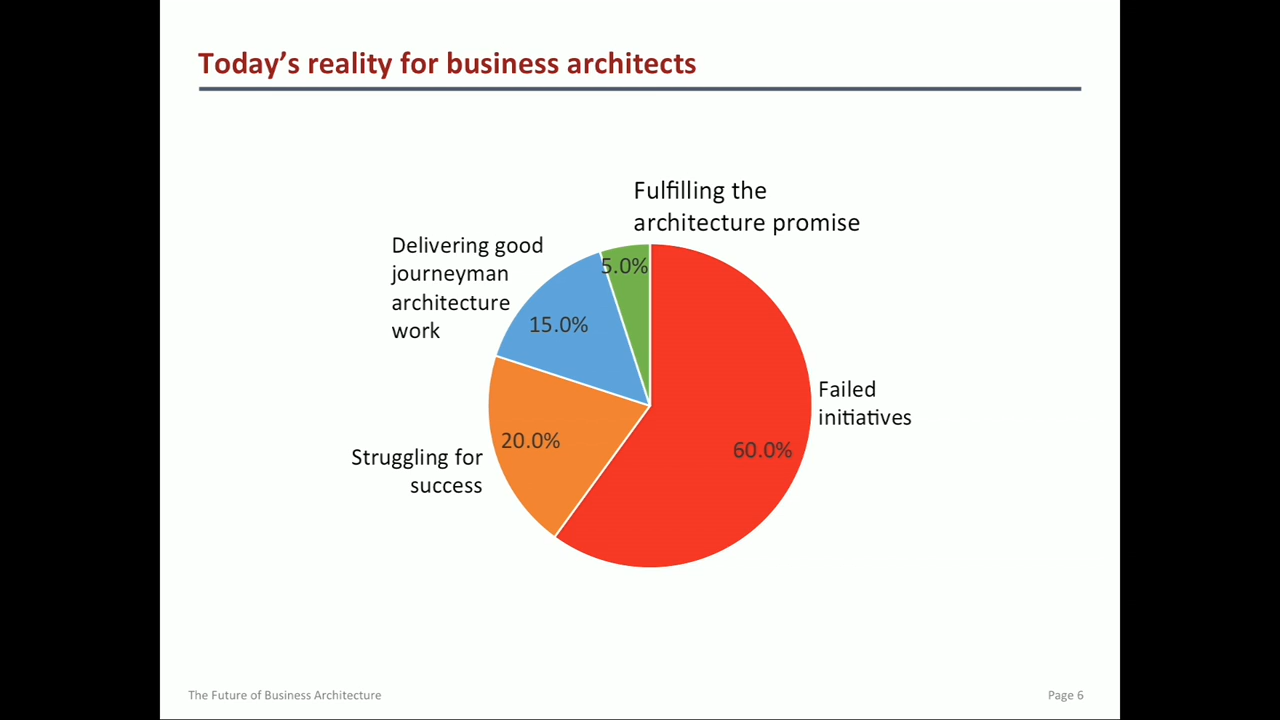 Today’s reality for business architects
Fulfilling the
architecture promise
Delivering good
journeyman
architecture
work
5.0%
15.0%
Failed
initiatives
60.0%
20.0%
Struggling for
success
The Future of Business Architecture
Page 6